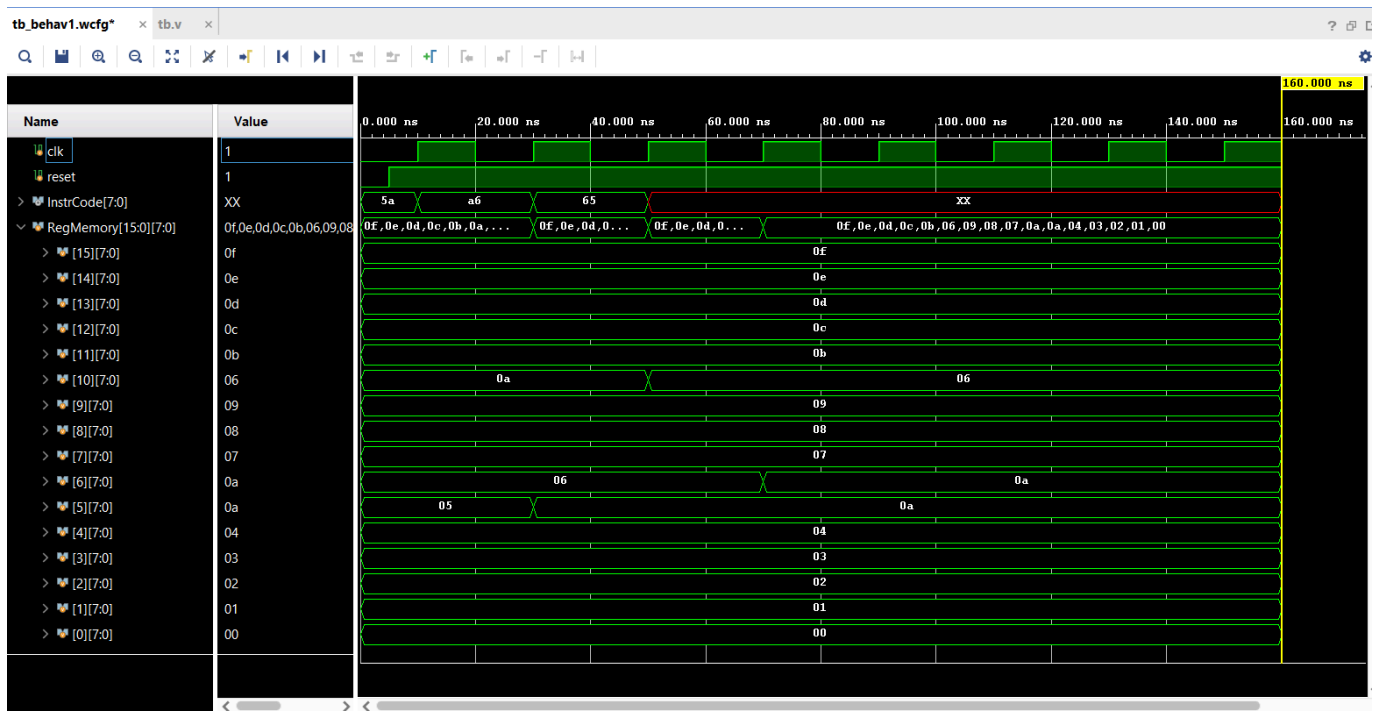 tb_behav1.wcfg* × tb.v ×
160.000 ns
Name Value 0.000 ns 20.000 ns 40.000 ns 60.000 ns 80.000 ns 100.000 ns 120.000 ns 140.000 ns 160.000 ns
clk 1
reset 1
InstrCode[7:0] XX 5a a6 65 XX
RegMemory[15:0][7:0] 0f,0e,0d,0c,0b,06,09,08 0f,0e,0d,0c,0b,0a,... 0f,0e,0d,0... 0f,0e,0d,0... 0f,0e,0d,0c,0b,06,09,08,07,0a,0a,04,03,02,01,00
[15][7:0] 0f 0f
[14][7:0] 0e 0e
[13][7:0] 0d 0d
[12][7:0] 0c 0c
[11][7:0] 0b 0b
[10][7:0] 06 0a 06
[9][7:0] 09 09
[8][7:0] 08 08
[7][7:0] 07 07
[6][7:0] 0a 06 0a
[5][7:0] 0a 05 0a
[4][7:0] 04 04
[3][7:0] 03 03
[2][7:0] 02 02
[1][7:0] 01 01
[0][7:0] 00 00